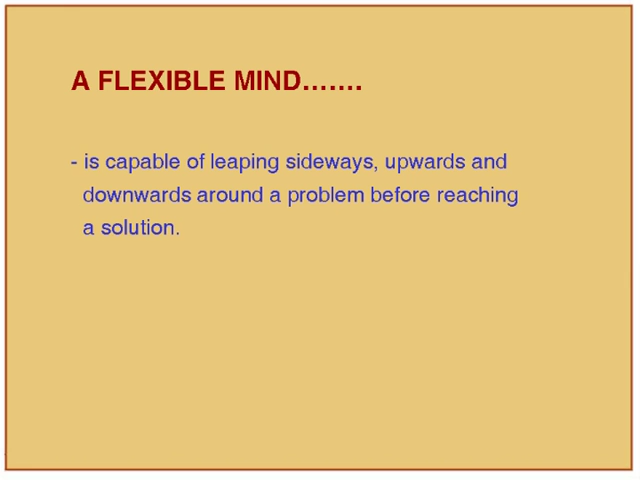 A FLEXIBLE MIND…….
- is capable of leaping sideways, upwards and
downwards around a problem before reaching
a solution.